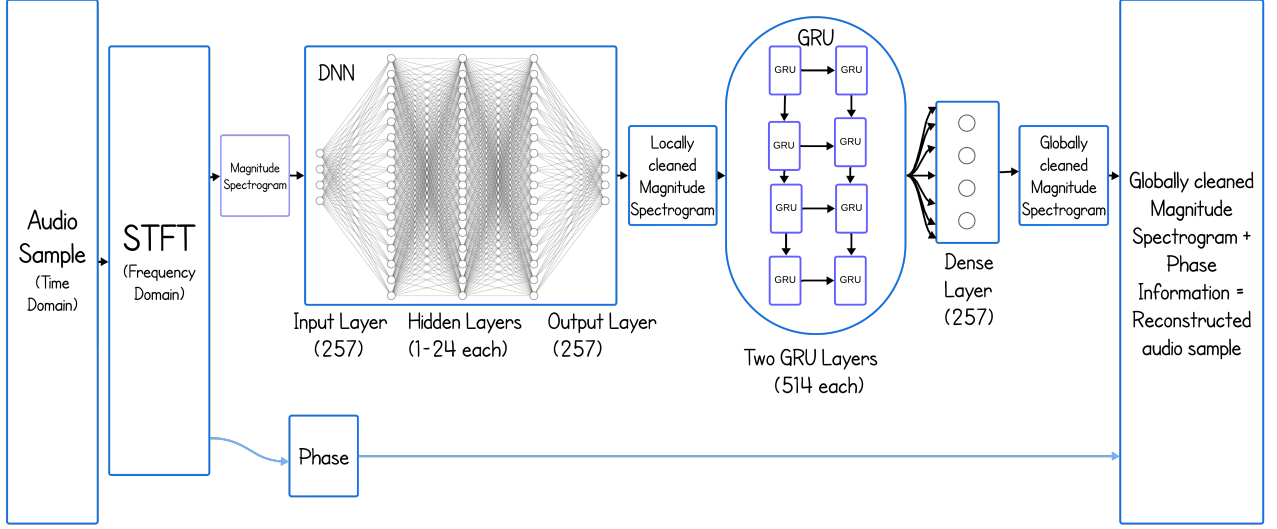 Audio
Sample
(Time
Domain)
STFT
(Frequency
Domain)
Magnitude
Spectrogram
DNN
Input Layer
(257)
Hidden Layers
(1-24 each)
Output Layer
(257)
Locally
cleaned
Magnitude
Spectrogram
GRU
GRU
GRU
GRU
GRU
GRU
GRU
GRU
GRU
Two GRU Layers
(514 each)
Dense
Layer
(257)
Globally
cleaned
Magnitude
Spectrogram
Phase
Globally cleaned
Magnitude
Spectrogram +
Phase
Information =
Reconstructed
audio sample